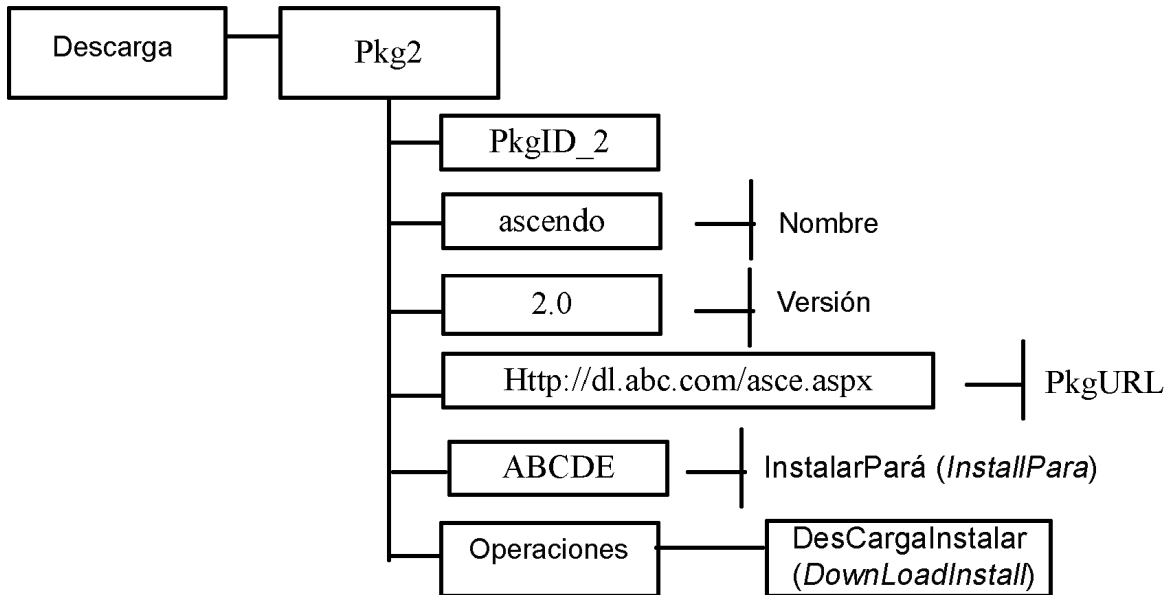 Descarga
Pkg2
PkgID_2
ascendo
Nombre
2.0
Versión
Http://dl.abc.com/asce.aspx
PkgURL
ABCDE
InstalarPará (InstallPara)
Operaciones
DesCargaInstalar
(DownLoadInstall)